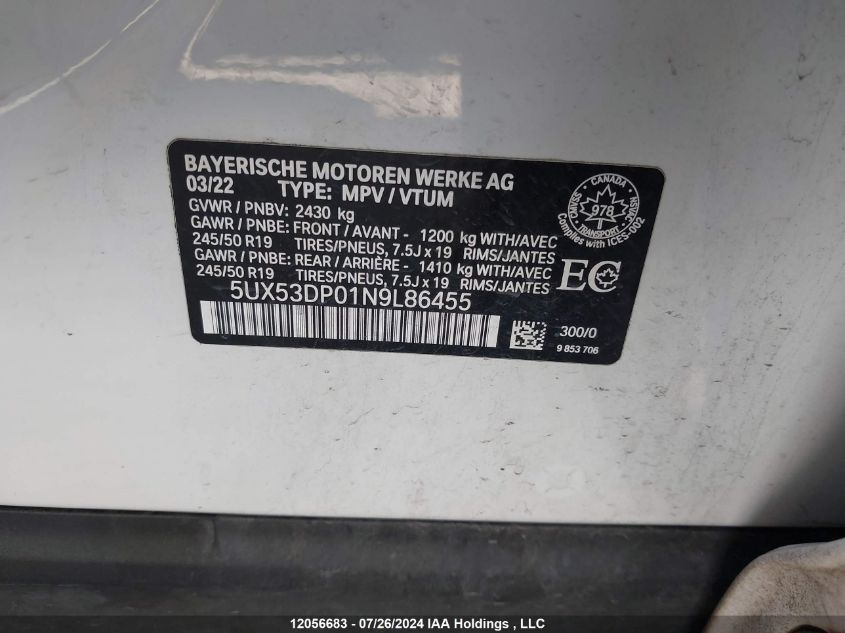 BAYERISCHE MOTOREN WERKE AG
03/22 TYPE: MPV / VTUM
GVWR / PNBV: 2430 kg
GAWR / PNBE: FRONT / AVANT - 1200 kg WITH/AVEC
245/50 R19 TIRES/PNEUS, 7.5J x 19 RIMS/JANTES
GAWR / PNBE: REAR / ARRIÈRE - 1410 kg WITH/AVEC
245/50 R19 TIRES/PNEUS, 7.5J x 19 RIMS/JANTES
5UX53DP01N9L86455
CANADA
978
TRANSPORT
CMVSS
NSVAC
Complies with ICES-002
EC
300/0
9 853 706
12056683 - 07/26/2024 IAA Holdings , LLC